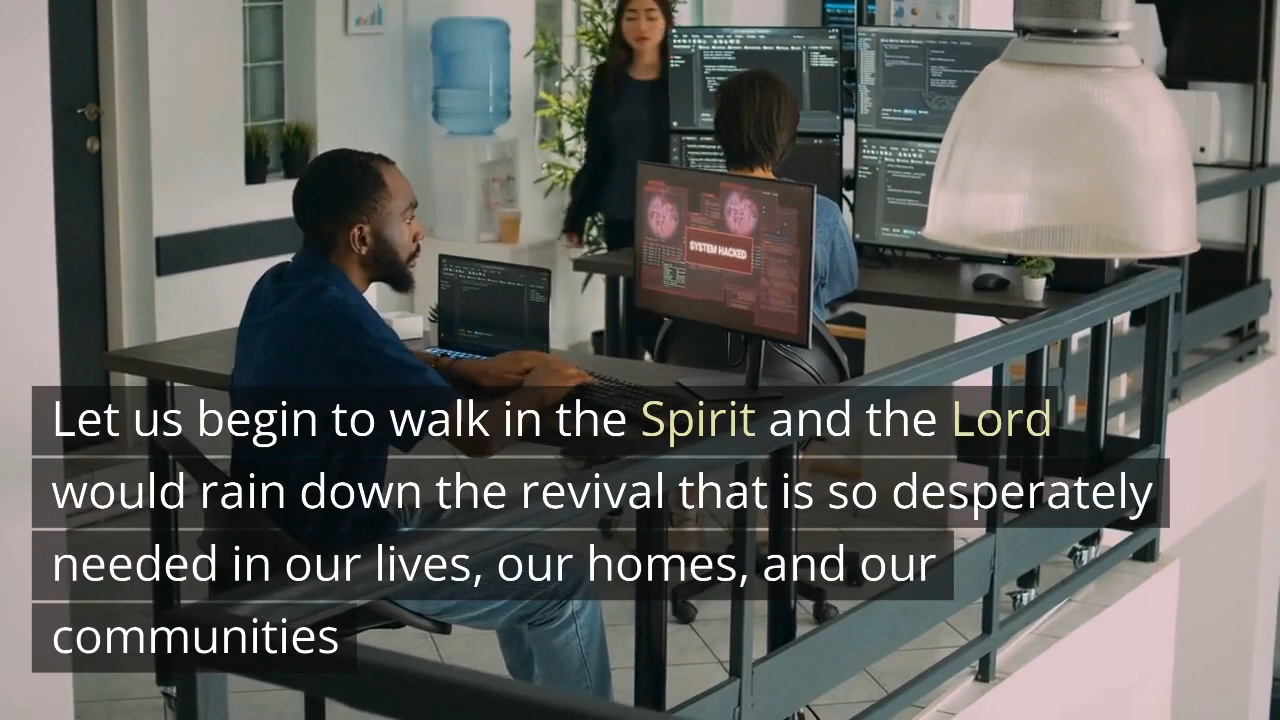 SYSTEM HACKED
Let us begin to walk in the Spirit and the Lord
would rain down the revival that is so desperately
needed in our lives, our homes, and our
communities